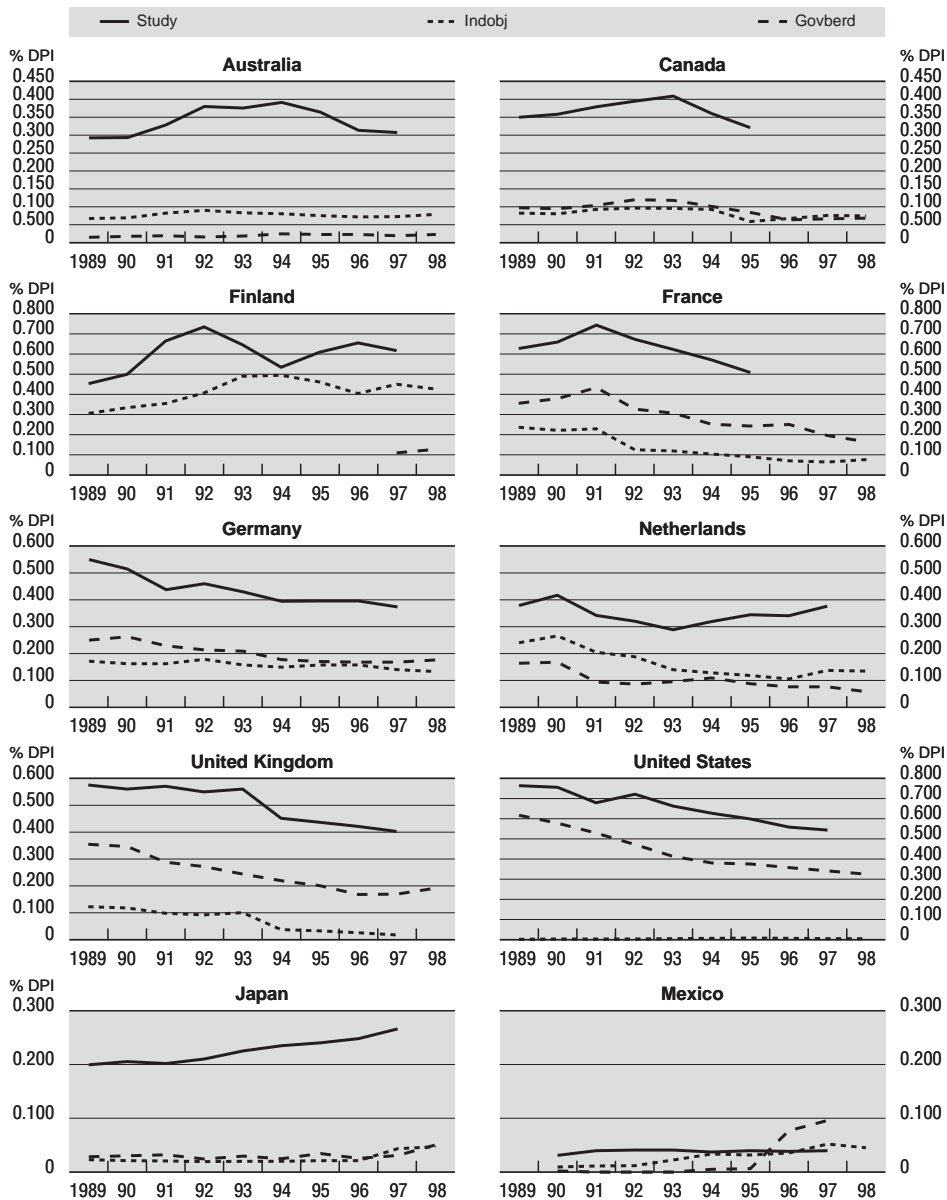 Study Indobj Govberd
% DPI % DPI
Australia Canada
0.450 0.450
0.400 0.400
0.350 0.350
0.300 0.300
0.250 0.250
0.200 0.200
0.150 0.150
0.100 0.100
0.500 0.500
0 0
1989 90 91 92 93 94 95 96 97 98 1989 90 91 92 93 94 95 96 97 98
% DPI % DPI
Finland France
0.800 0.800
0.700 0.700
0.600 0.600
0.500 0.500
0.400 0.400
0.300 0.300
0.200 0.200
0.100 0.100
0 0
1989 90 91 92 93 94 95 96 97 98 1989 90 91 92 93 94 95 96 97 98
% DPI % DPI
Germany Netherlands
0.600 0.600
0.500 0.500
0.400 0.400
0.300 0.300
0.200 0.200
0.100 0.100
0 0
1989 90 91 92 93 94 95 96 97 98 1989 90 91 92 93 94 95 96 97 98
% DPI % DPI
United Kingdom United States
0.600 0.800
0.700
0.500 0.600
0.400 0.500
0.300 0.400
0.200 0.300
0.200
0.100 0.100
0 0
1989 90 91 92 93 94 95 96 97 98 1989 90 91 92 93 94 95 96 97 98
% DPI
Japan Mexico
0.300 0.300
0.200 0.200
0.100 0.100
0 0
1989 90 91 92 93 94 95 96 97 98 1989 90 91 92 93 94 95 96 97 98